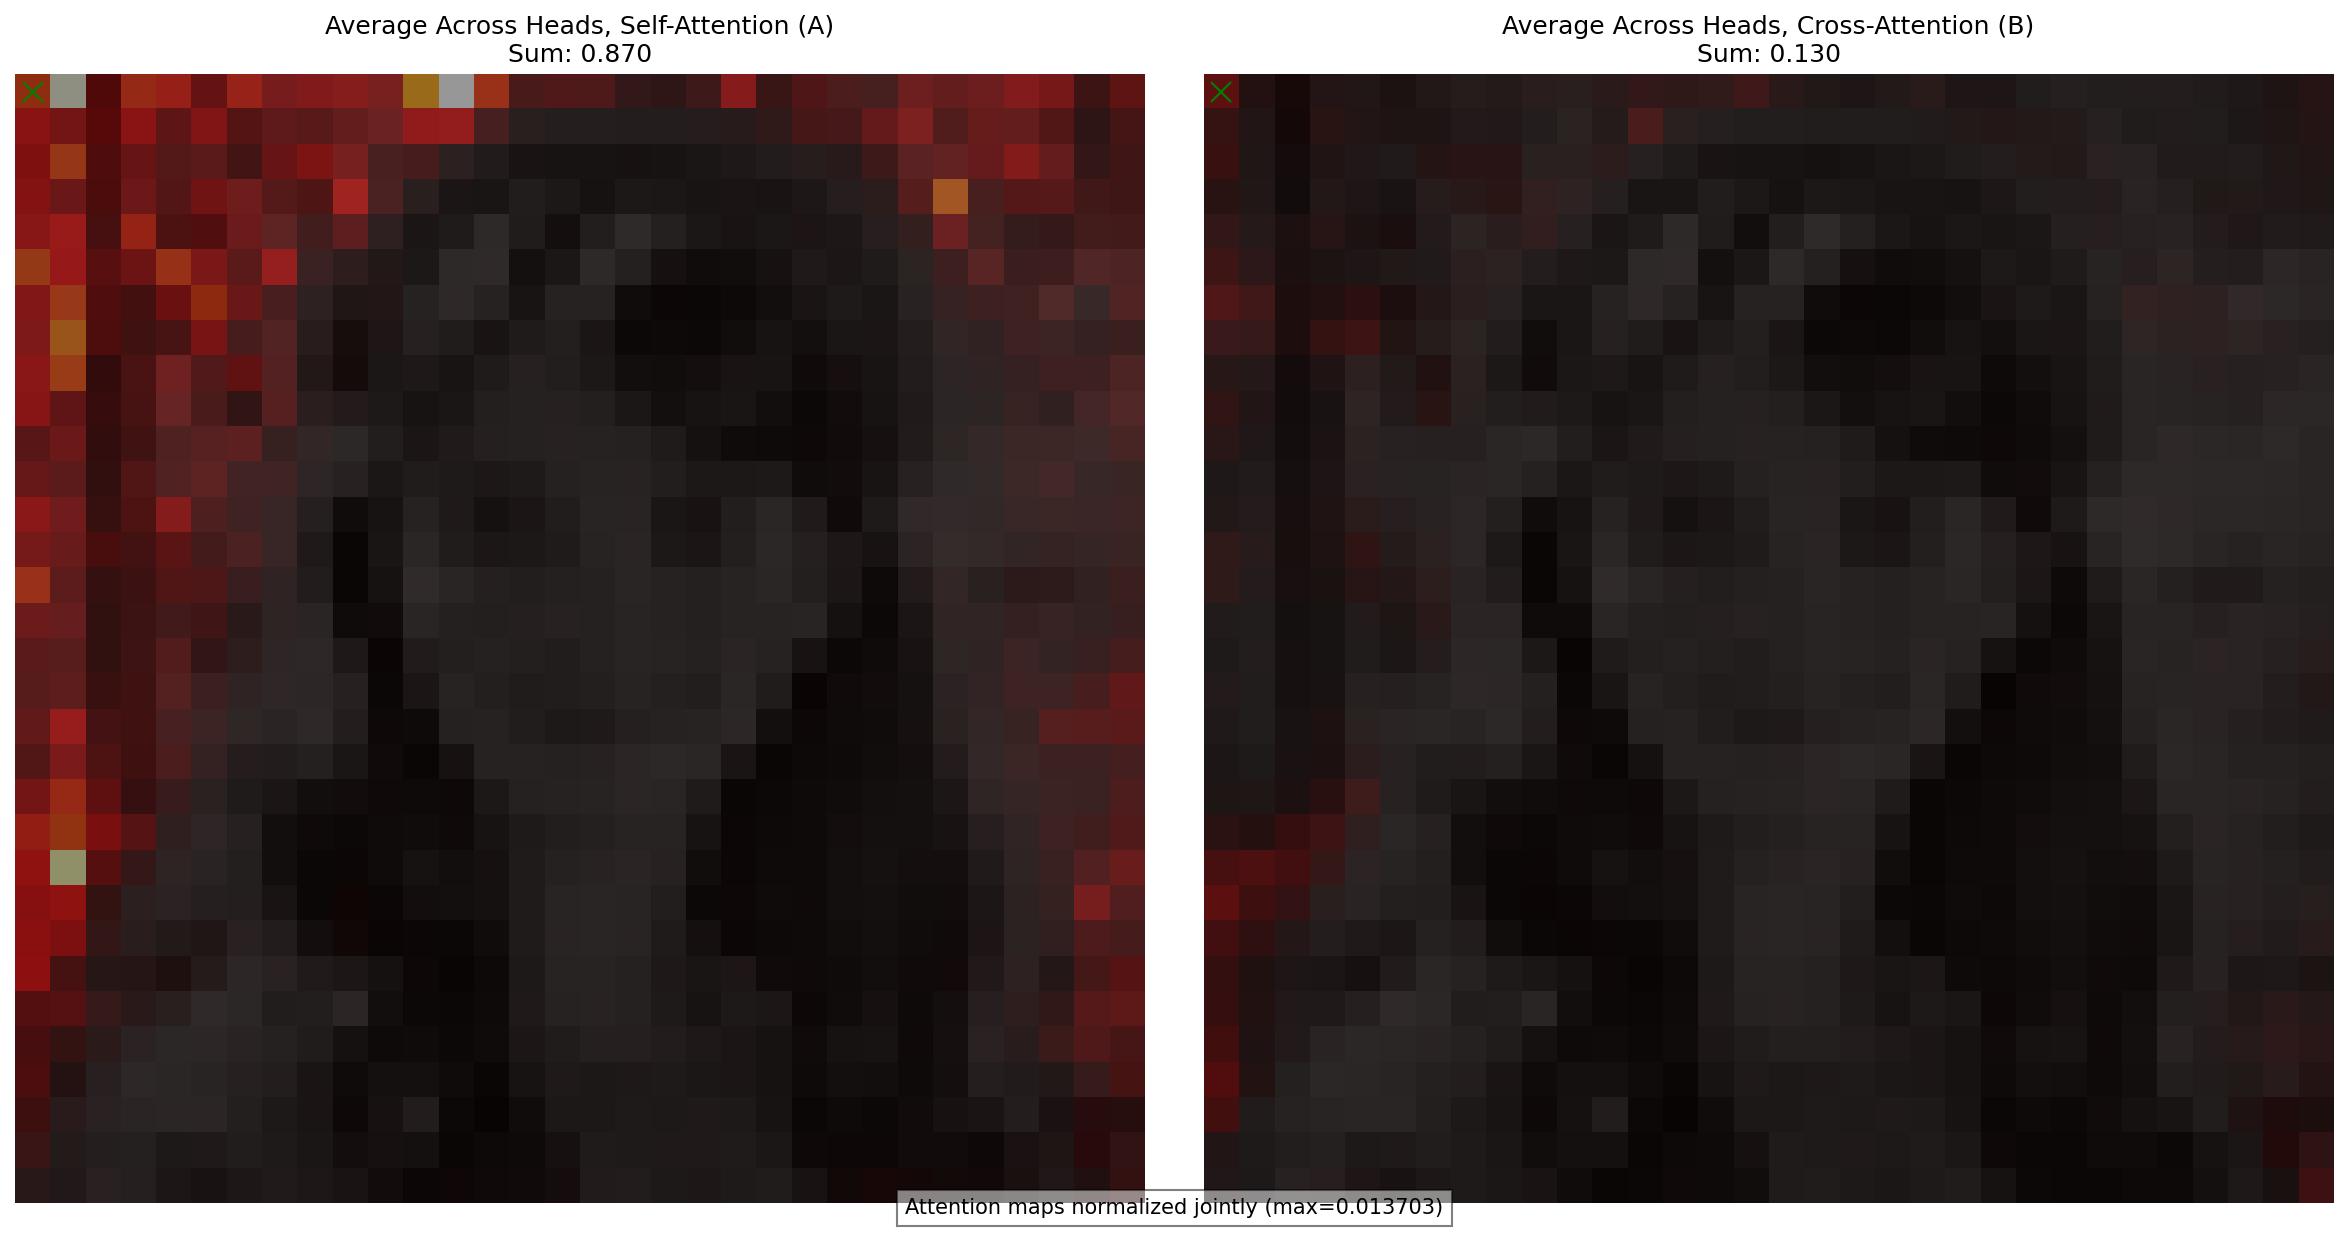 Average Across Heads, Self-Attention (A)
Sum: 0.870
Average Across Heads, Cross-Attention (B)
Sum: 0.130
Attention maps normalized jointly (max=0.013703)